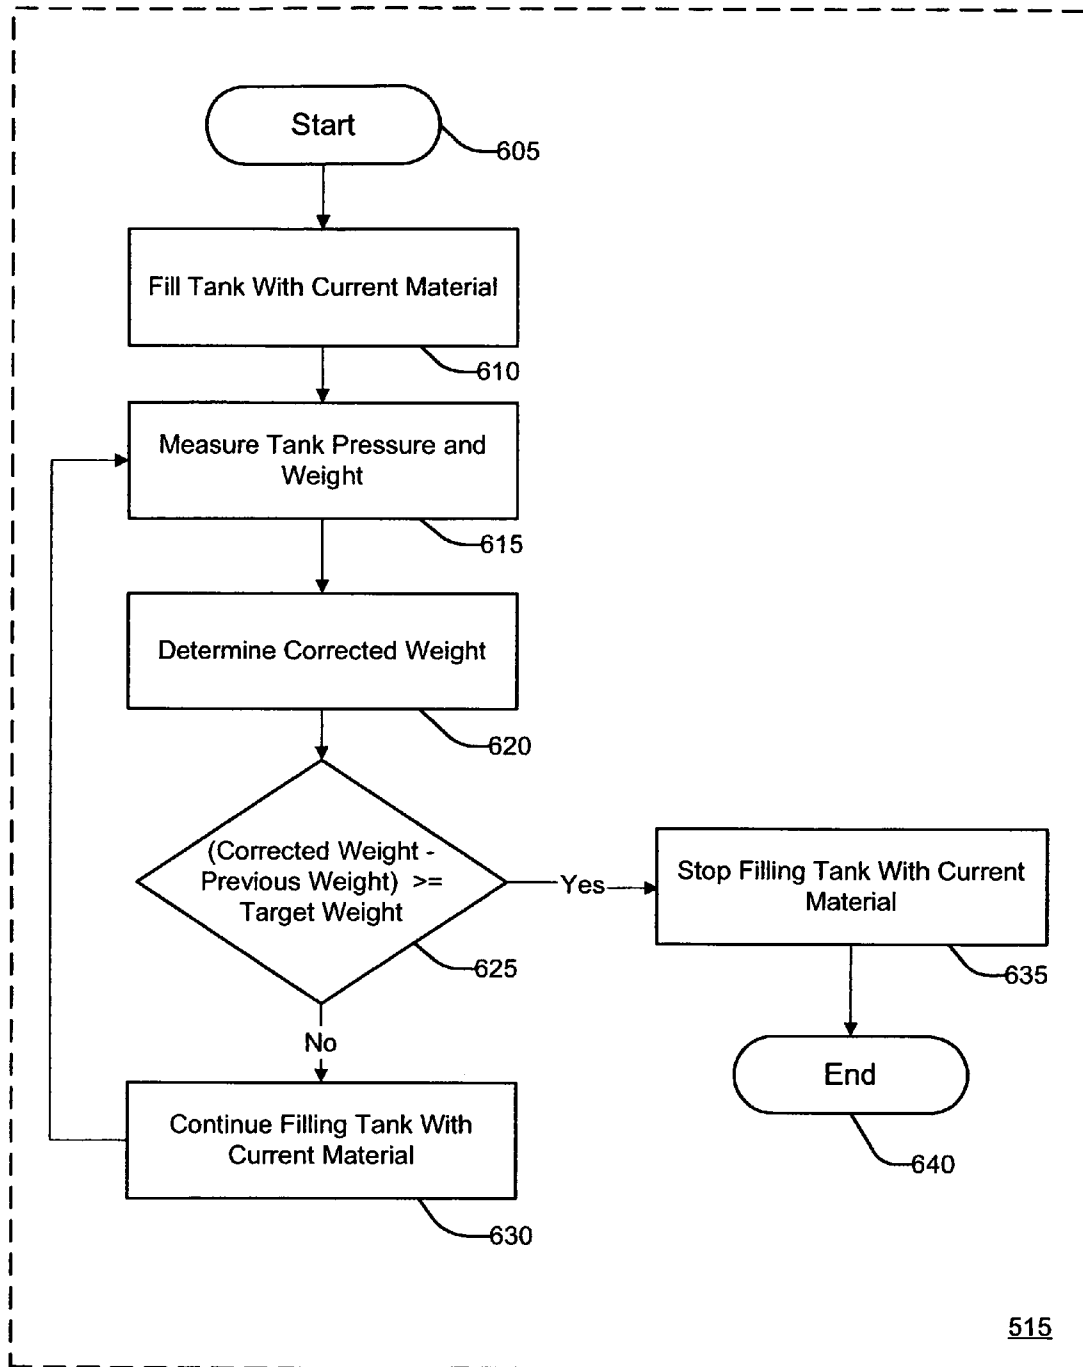 Start
605
Fill Tank With Current Material
610
Measure Tank Pressure and
Weight
615
Determine Corrected Weight
620
(Corrected Weight -
Previous Weight) >=
Target Weight
625
Yes
Stop Filling Tank With Current
Material
635
No
End
640
Continue Filling Tank With
Current Material
630
515